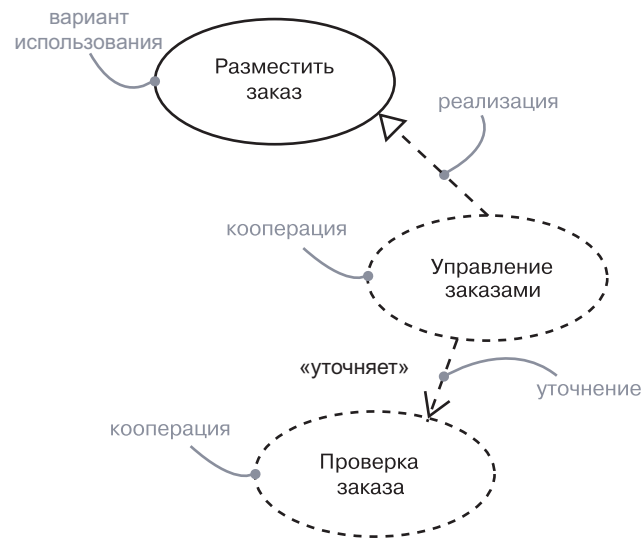 вариант
использования
Разместить
заказ
реализация
кооперация
Управление
заказами
«уточняет»
уточнение
кооперация
Проверка
заказа